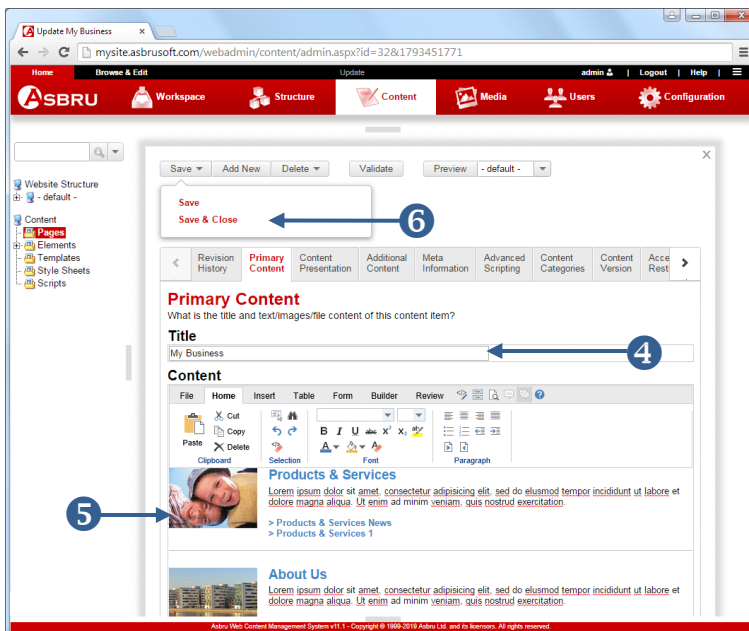 Update My Business
mysite.asbrusoft.com/webadmin/content/admin.aspx?id=32&1793451771
Home Browse & Edit Update admin | Logout | Help |
ASBRU Workspace Structure Content Media Users Configuration
Save Add New Delete Validate Preview - default -
X
Website Structure
- default -
Content
Pages
Elements
Templates
Style Sheets
Scripts
Save
Save & Close
6
Revision History Primary Content Content Presentation Additional Content Meta Information Advanced Scripting Content Categories Content Version Acce Rest
Primary Content
What is the title and text/images/file content of this content item?
Title
My Business
4
Content
File Home Insert Table Form Builder Review
Paste Cut Copy Delete
B I U abc X² X₂ ab
A A
Clipboard Selection Font Paragraph
5
Products & Services
Lorem ipsum dolor sit amet, consectetur adipisicing elit, sed do eiusmod tempor incididunt ut labore et
dolore magna aliqua. Ut enim ad minim veniam, quis nostrud exercitation.
> Products & Services News
> Products & Services 1
About Us
Lorem ipsum dolor sit amet, consectetur adipisicing elit, sed do eiusmod tempor incididunt ut labore et
dolore magna aliqua. Ut enim ad minim veniam, quis nostrud exercitation.
Asbru Web Content Management System v11.1 - Copyright © 1999-2019 Asbru Ltd. and its licensors. All rights reserved.